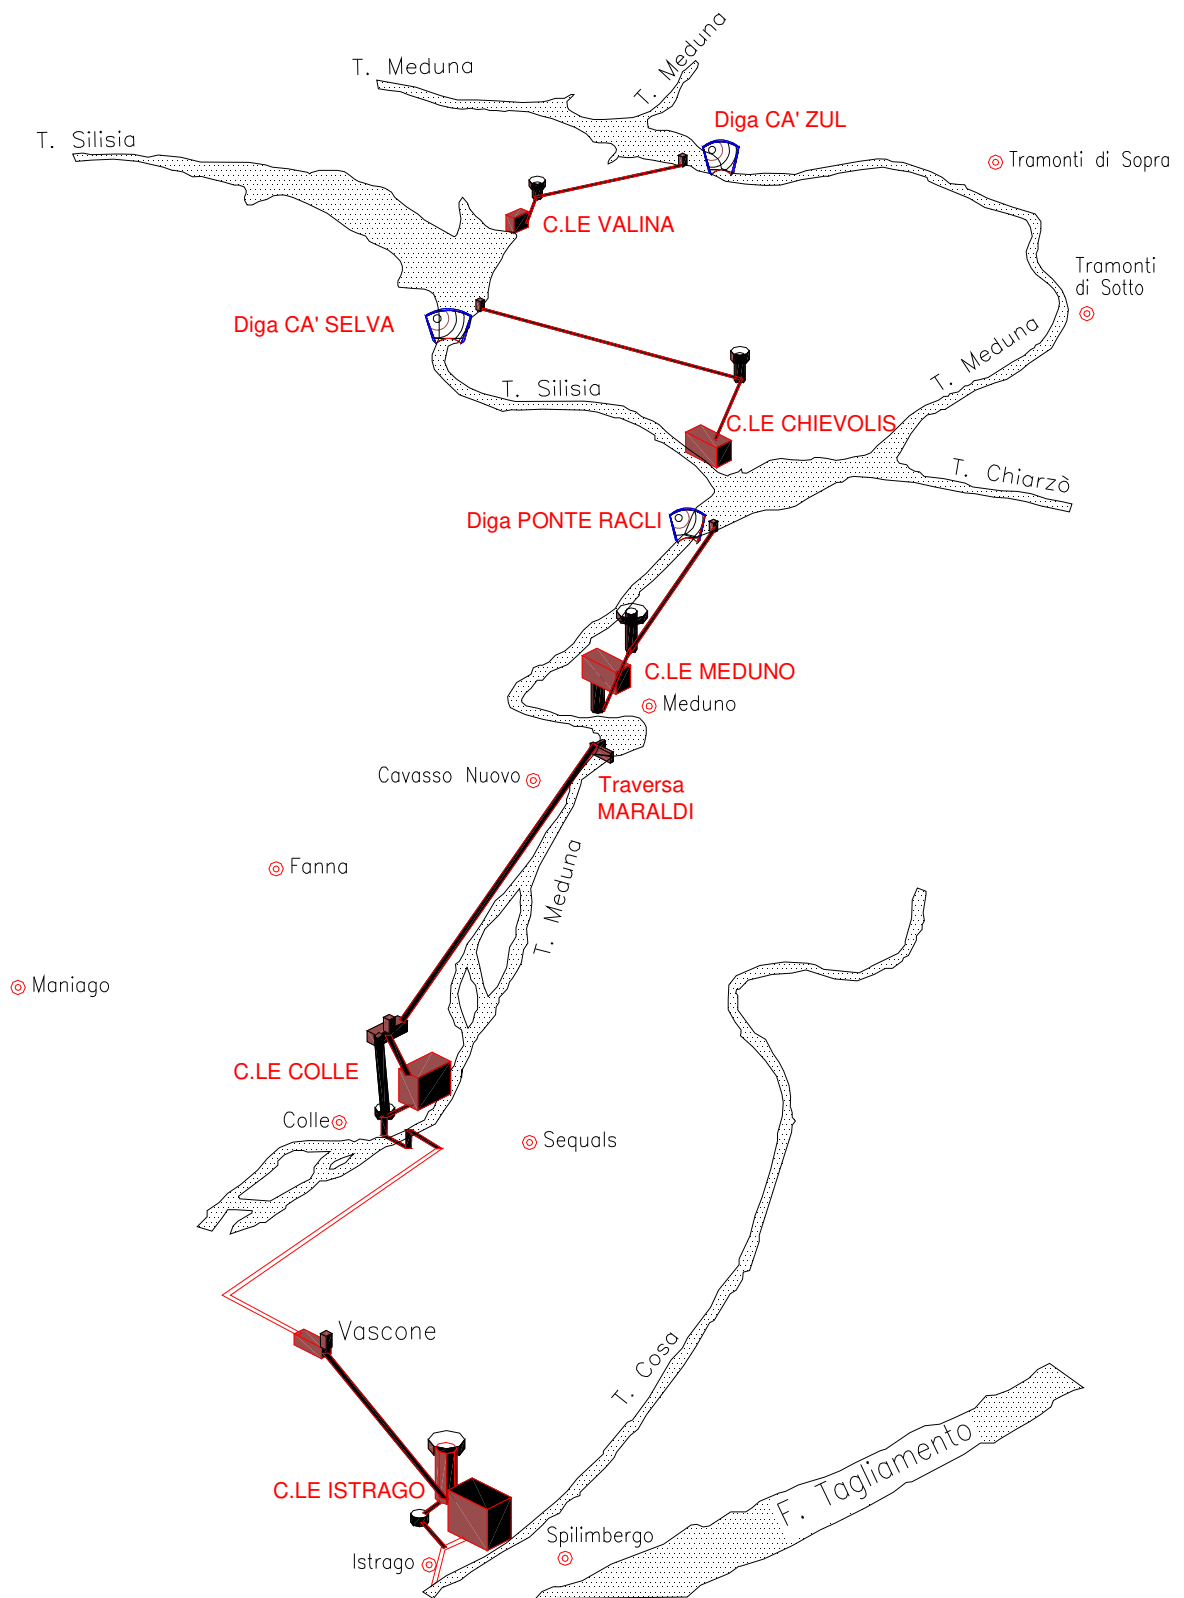 T. Meduna
T. Meduna
Diga CA' ZUL
T. Silisia
Tramonti di Sopra
C.LE VALINA
Tramonti
di Sotto
Diga CA' SELVA
T. Meduna
T. Silisia
C.LE CHIEVOLIS
T. Chiarzò
Diga PONTE RACLI
C.LE MEDUNO
Meduno
Cavasso Nuovo
Traversa
MARALDI
Fanna
T. Meduna
Maniago
C.LE COLLE
Colle
Sequals
Vascone
T. Cosa
F. Tagliamento
C.LE ISTRAGO
Spilimbergo
Istrago